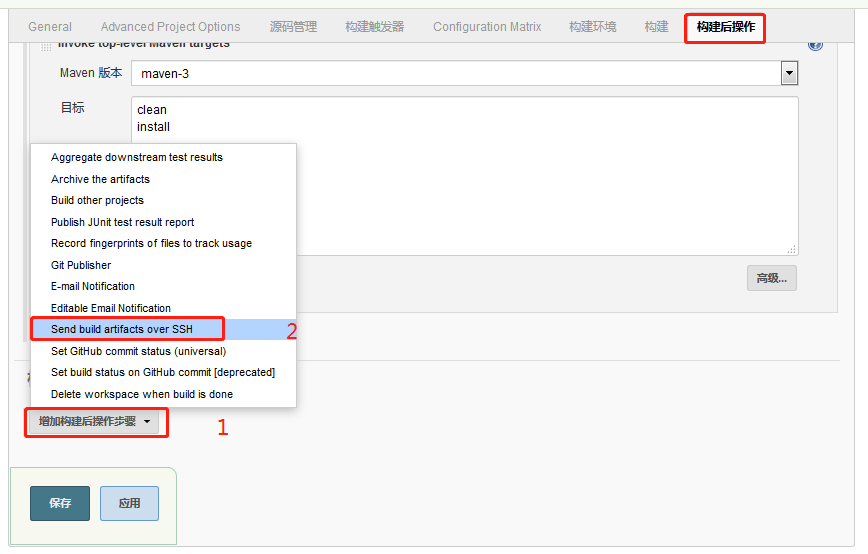 General Advanced Project Options 源码管理 构建触发器 Configuration Matrix 构建环境 构建 构建后操作
Invoke top-level Maven targets
Maven 版本 maven-3
目标 clean
install
Aggregate downstream test results
Archive the artifacts
Build other projects
Publish JUnit test result report
Record fingerprints of files to track usage
Git Publisher
E-mail Notification
高级...
Editable Email Notification
Send build artifacts over SSH 2
Set GitHub commit status (universal)
Set build status on GitHub commit [deprecated]
Delete workspace when build is done
增加构建后操作步骤 1
保存 应用